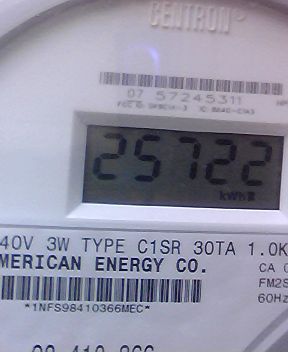 CENTRON®
07 57245311
25722
kWh
40V 3W TYPE C1SR 30TA 1.0K
MERICAN ENERGY CO.
CA 0
FM2S
60Hz
*1NFS98410366MEC*